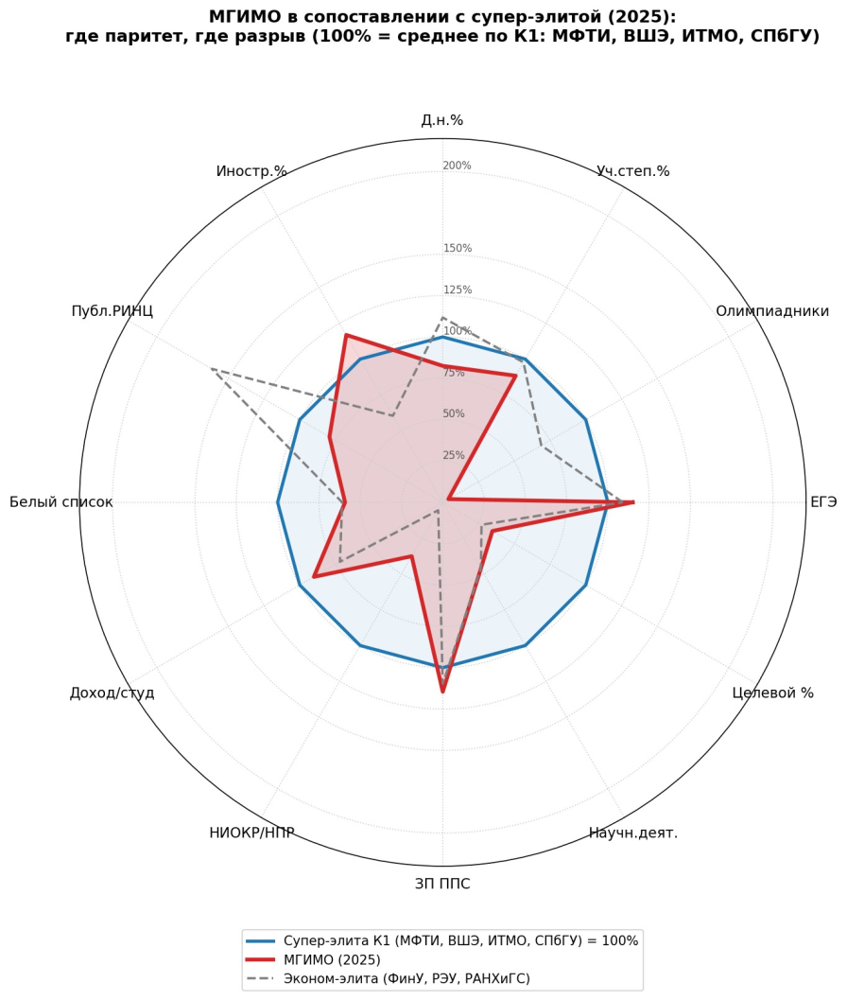 МГИМО в сопоставлении с супер-элитой (2025):
где паритет, где разрыв (100% = среднее по К1: МФТИ, ВШЭ, ИТМО, СПбГУ)
Д.н.%
Иностр.%
200%
Уч.степ.%
150%
Публ.РИНЦ
125%
Олимпиадники
100%
75%
50%
25%
Белый список
ЕГЭ
Доход/студ
Целевой %
НИОКР/НПР
Научн.деят.
ЗП ППС
Супер-элита К1 (МФТИ, ВШЭ, ИТМО, СПбГУ) = 100%
МГИМО (2025)
Эконом-элита (ФинУ, РЭУ, РАНХиГС)